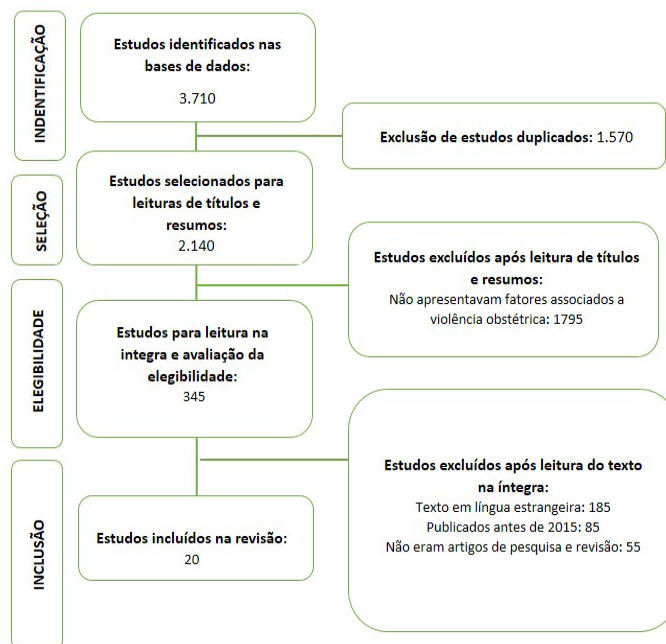 INDENTIFICAÇÃO
Estudos identificados nas
bases de dados:
3.710
Exclusão de estudos duplicados: 1.570
SELEÇÃO
Estudos selecionados para
leituras de títulos e
resumos:
2.140
Estudos excluídos após leitura de títulos
e resumos:
Não apresentavam fatores associados a
violência obstétrica: 1795
ELEGIBILIDADE
Estudos para leitura na
integra e avaliação da
elegibilidade:
345
Estudos excluídos após leitura do texto
na íntegra:
Texto em língua estrangeira: 185
Publicados antes de 2015: 85
Não eram artigos de pesquisa e revisão: 55
INCLUSÃO
Estudos incluídos na revisão:
20